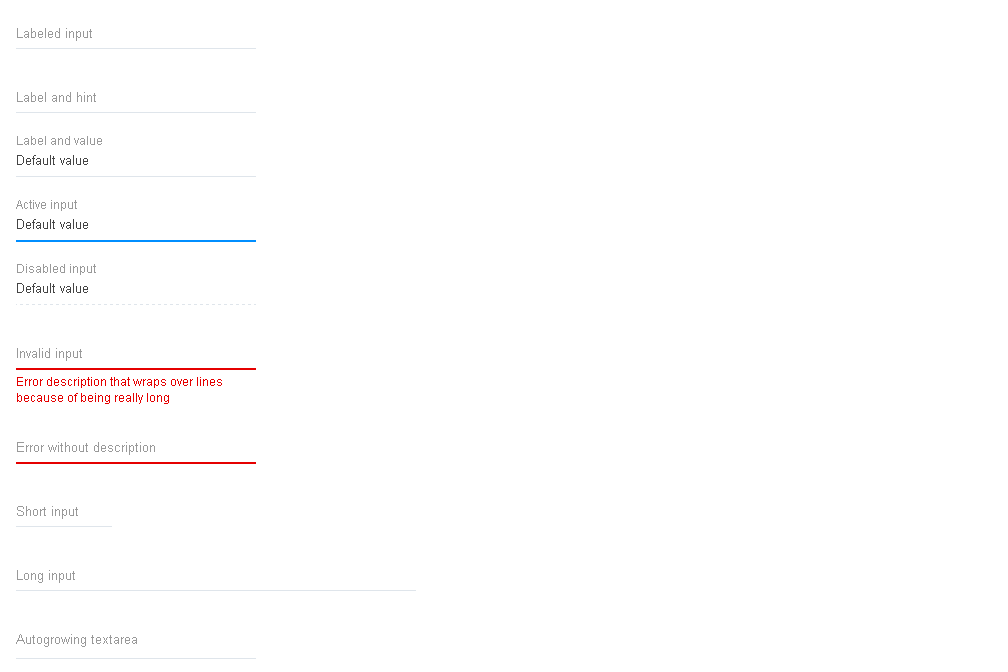 Labeled input
Label and hint
Label and value
Default value
Active input
Default value
Disabled input
Default value
Invalid input
Error description that wraps over lines
because of being really long
Error without description
Short input
Long input
Autogrowing textarea